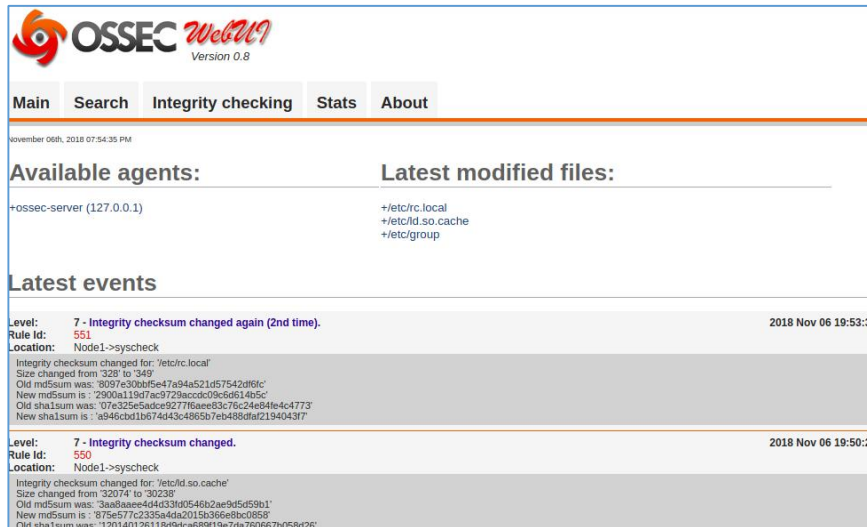 OSSEC WebUI
Version 0.8
Main Search Integrity checking Stats About
November 06th, 2018 07:54:35 PM
Available agents:
+ossec-server (127.0.0.1)
Latest modified files:
+/etc/rc.local
+/etc/ld.so.cache
+/etc/group
Latest events
Level: 7 - Integrity checksum changed again (2nd time). 2018 Nov 06 19:53:3
Rule Id: 551
Location: Node1->syscheck
Integrity checksum changed for: '/etc/rc.local'
Size changed from '328' to '349'
Old md5sum was: '8097e30bbf5e47a94a521d57542df6fc'
New md5sum is : '2900a119d7ac9729accdc09c6d614b5c'
Old sha1sum was: '07e325e5adce9277f6aee83c76c24e84fe4c4773'
New sha1sum is : 'a946cbd1b674d43c4865b7eb488dfaf2194043f7'
Level: 7 - Integrity checksum changed. 2018 Nov 06 19:50:2
Rule Id: 550
Location: Node1->syscheck
Integrity checksum changed for: '/etc/ld.so.cache'
Size changed from '32074' to '30238'
Old md5sum was: '3aa8aaee4d4d33fd0546b2ae9d5d59b1'
New md5sum is : '875e577c2335a4da2015b366e8bc0858'
Old sha1sum was: '120140126118d9dca689f19e7da760667b058d26'